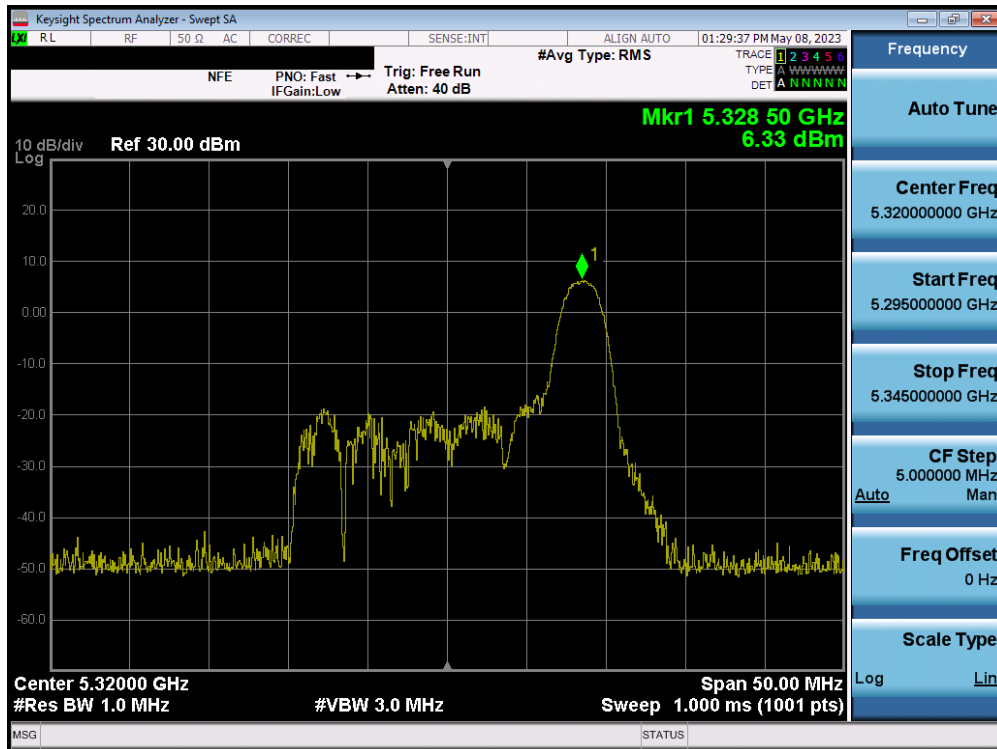 Keysight Spectrum Analyzer - Swept SA
LXI RL RF 50 Ω AC CORREC SENSE:INT ALIGN AUTO 01:29:37 PM May 08, 2023
#Avg Type: RMS TRACE 1 2 3 4 5 6
NFE PNO: Fast Trig: Free Run TYPE A WWWWW
IFGain:Low Atten: 40 dB DET A N N N N N
Mkr1 5.328 50 GHz
6.33 dBm
10 dB/div Ref 30.00 dBm
Log
1
20.0
10.0
0.00
-10.0
-20.0
-30.0
-40.0
-50.0
-60.0
Center 5.32000 GHz Span 50.00 MHz
#Res BW 1.0 MHz #VBW 3.0 MHz Sweep 1.000 ms (1001 pts)
MSG STATUS
Frequency
Auto Tune
Center Freq
5.320000000 GHz
Start Freq
5.295000000 GHz
Stop Freq
5.345000000 GHz
CF Step
5.000000 MHz
Auto Man
Freq Offset
0 Hz
Scale Type
Log Lin